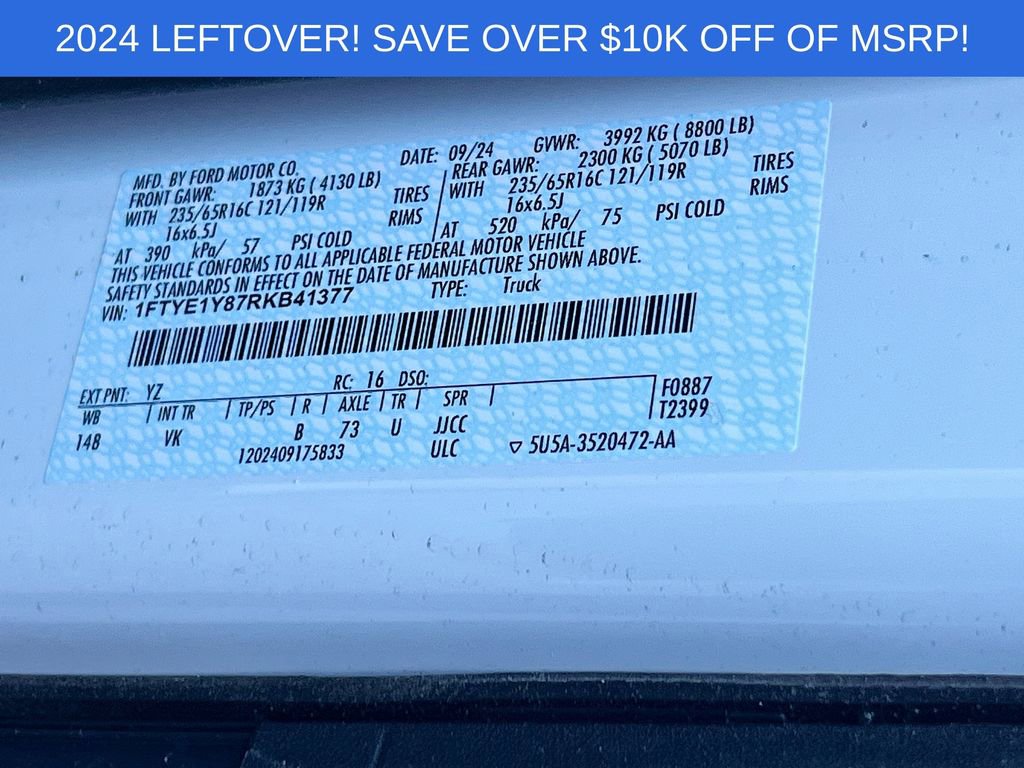 2024 LEFTOVER! SAVE OVER $10K OFF OF MSRP!
MFD. BY FORD MOTOR CO. DATE: 09/24 GVWR: 3992 KG ( 8800 LB)
FRONT GAWR: 1873 KG ( 4130 LB) REAR GAWR: 2300 KG ( 5070 LB)
WITH 235/65R16C 121/119R TIRES WITH 235/65R16C 121/119R TIRES
16x6.5J RIMS 16x6.5J RIMS
AT 390 kPa/ 57 PSI COLD AT 520 kPa/ 75 PSI COLD
THIS VEHICLE CONFORMS TO ALL APPLICABLE FEDERAL MOTOR VEHICLE
SAFETY STANDARDS IN EFFECT ON THE DATE OF MANUFACTURE SHOWN ABOVE.
VIN: 1FTYE1Y87RKB41377 TYPE: Truck
EXT PNT: YZ RC: 16 DSO:
WB INT TR TP/PS R AXLE TR SPR F0887
148 VK B 73 U JJCC T2399
1202409175833 ULC ▽ 5U5A-3520472-AA